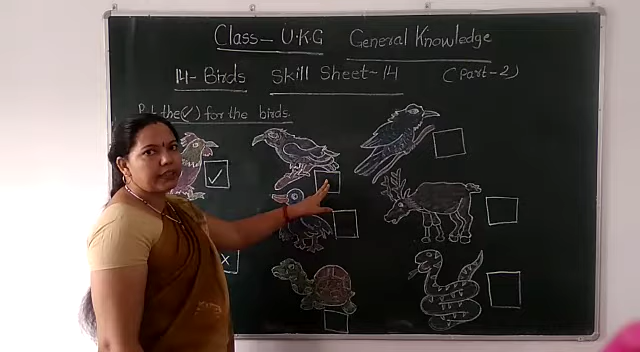 Class - U.K.G General Knowledge
14- Birds Skill Sheet - 14 (Part-2)
the (✓) for the birds.
✓
x